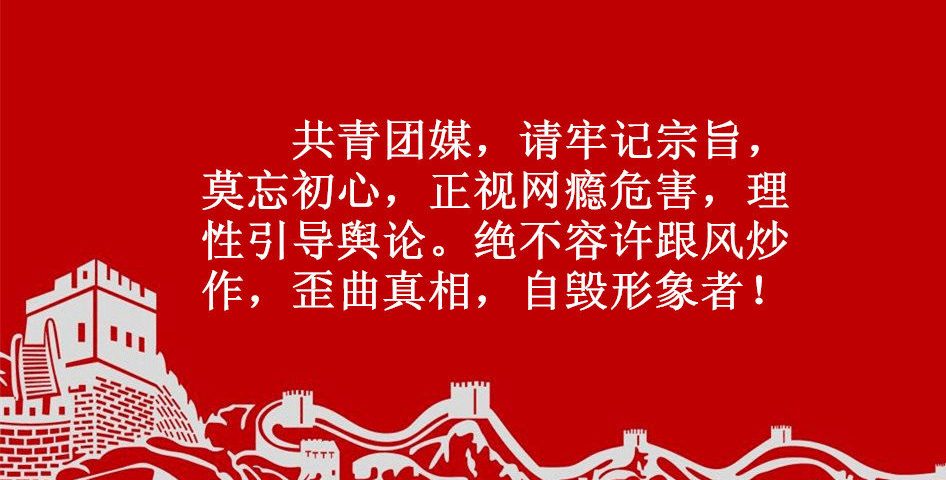 共青团媒，请牢记宗旨，
莫忘初心，正视网瘾危害，理
性引导舆论。绝不容许跟风炒
作，歪曲真相，自毁形象者！